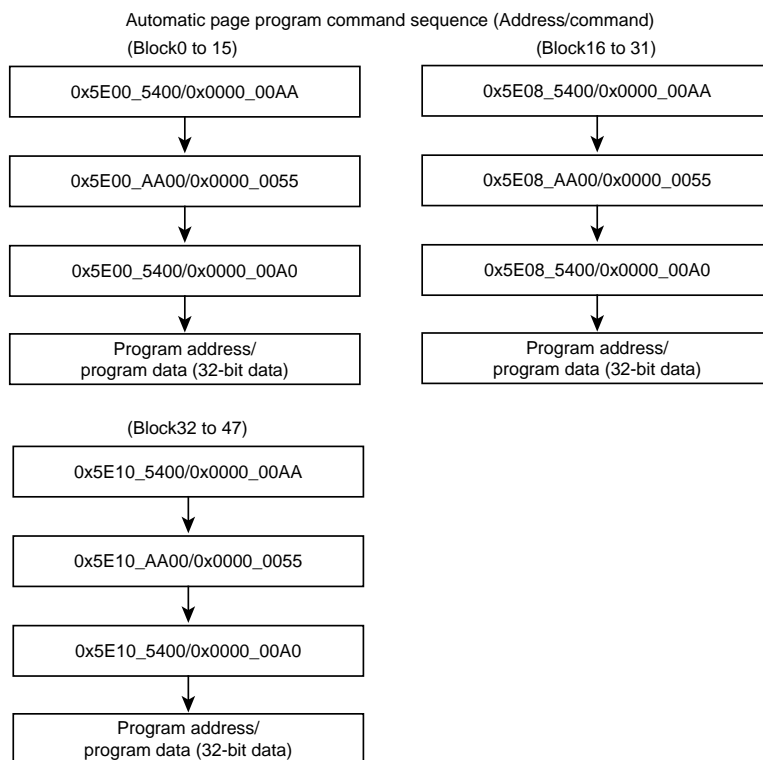 Automatic page program command sequence (Address/command)
(Block0 to 15)
0x5E00_5400/0x0000_00AA
0x5E00_AA00/0x0000_0055
0x5E00_5400/0x0000_00A0
Program address/
program data (32-bit data)
(Block16 to 31)
0x5E08_5400/0x0000_00AA
0x5E08_AA00/0x0000_0055
0x5E08_5400/0x0000_00A0
Program address/
program data (32-bit data)
(Block32 to 47)
0x5E10_5400/0x0000_00AA
0x5E10_AA00/0x0000_0055
0x5E10_5400/0x0000_00A0
Program address/
program data (32-bit data)